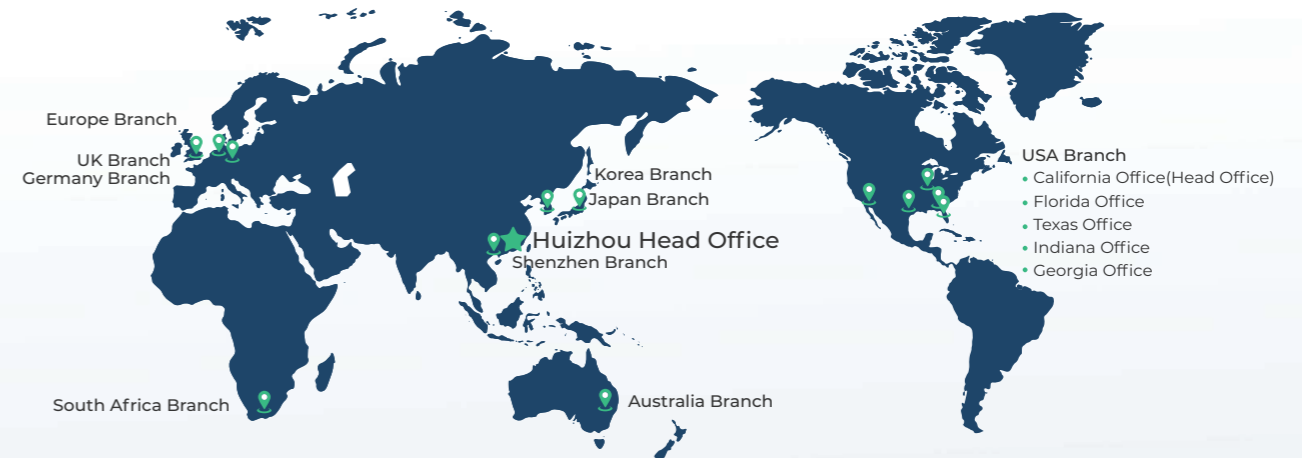 Europe Branch
UK Branch
Germany Branch
Korea Branch
Japan Branch
Huizhou Head Office
Shenzhen Branch
South Africa Branch
Australia Branch
USA Branch
• California Office(Head Office)
• Florida Office
• Texas Office
• Indiana Office
• Georgia Office